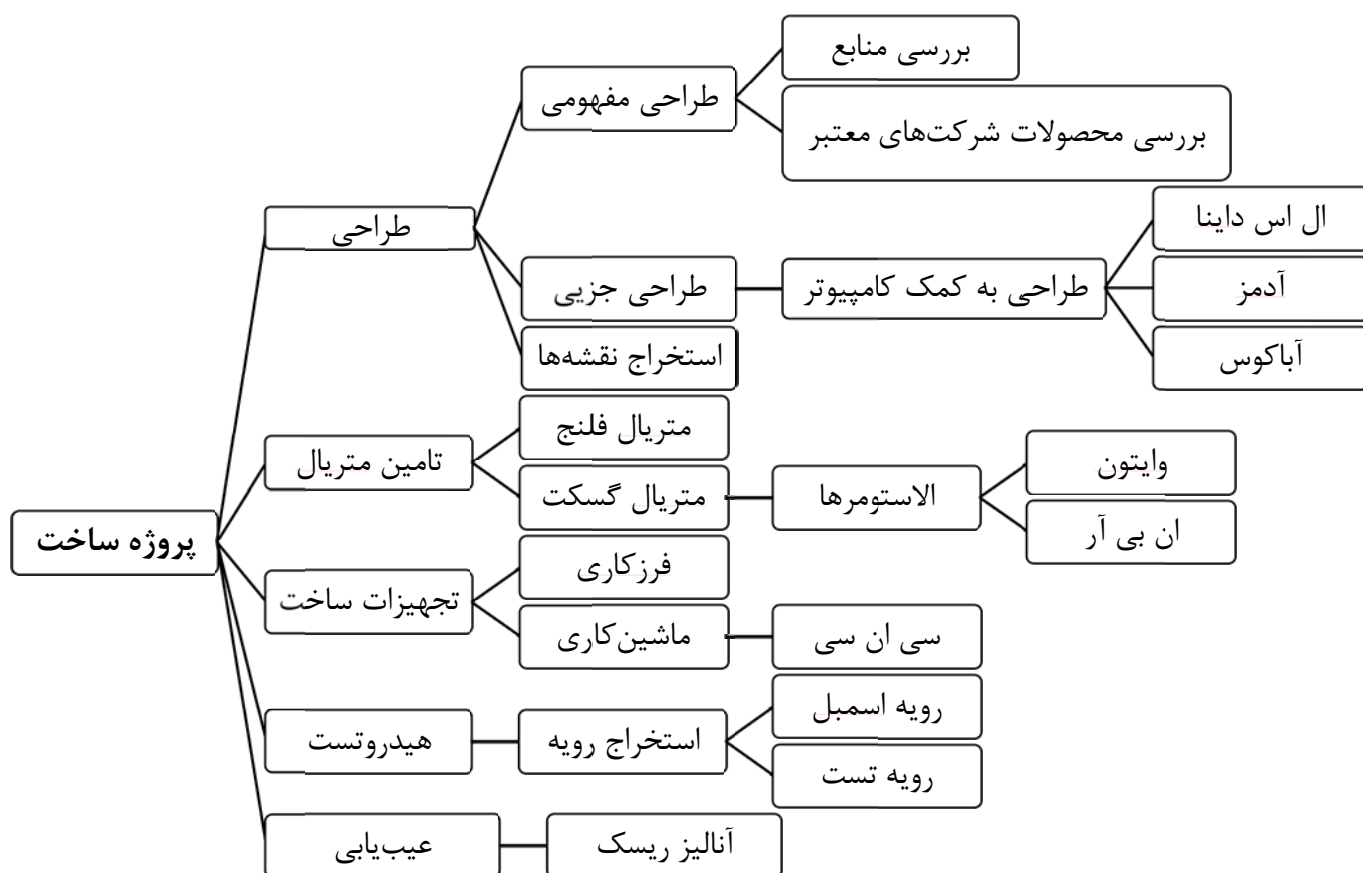 پروژه ساخت
طراحی
طراحی مفهومی
بررسی منابع
بررسی محصولات شرکت‌های معتبر
طراحی جزیی
طراحی به کمک کامپیوتر
ال اس داینا
آدمز
آباکوس
استخراج نقشه‌ها
تامین متریال
متریال فلنج
متریال گسکت
الاستومرها
وایتون
ان بی آر
تجهیزات ساخت
فرزکاری
ماشین‌کاری
سی ان سی
هیدروتست
استخراج رویه
رویه اسمبل
رویه تست
عیب‌یابی
آنالیز ریسک